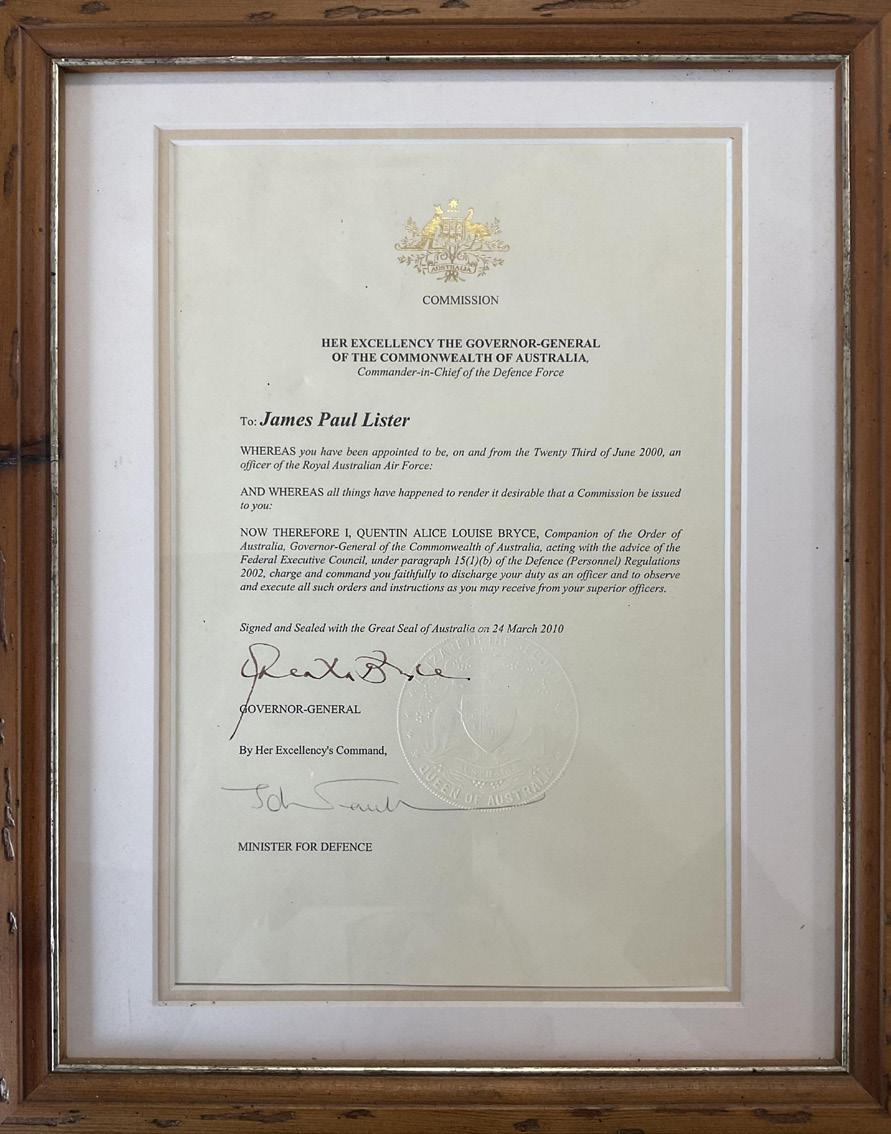 AUSTRALIA
COMMISSION
HER EXCELLENCY THE GOVERNOR-GENERAL
OF THE COMMONWEALTH OF AUSTRALIA,
Commander-in-Chief of the Defence Force
To: James Paul Lister
WHEREAS you have been appointed to be, on and from the Twenty Third of June 2000, an
officer of the Royal Australian Air Force:
AND WHEREAS all things have happened to render it desirable that a Commission be issued
to you:
NOW THEREFORE I, QUENTIN ALICE LOUISE BRYCE, Companion of the Order of
Australia, Governor-General of the Commonwealth of Australia, acting with the advice of the
Federal Executive Council, under paragraph 15(1)(b) of the Defence (Personnel) Regulations
2002, charge and command you faithfully to discharge your duty as an officer and to observe
and execute all such orders and instructions as you may receive from your superior officers.
Signed and Sealed with the Great Seal of Australia on 24 March 2010
GOVERNOR-GENERAL
By Her Excellency's Command,
QUEEN OF AUSTRALIA
MINISTER FOR DEFENCE